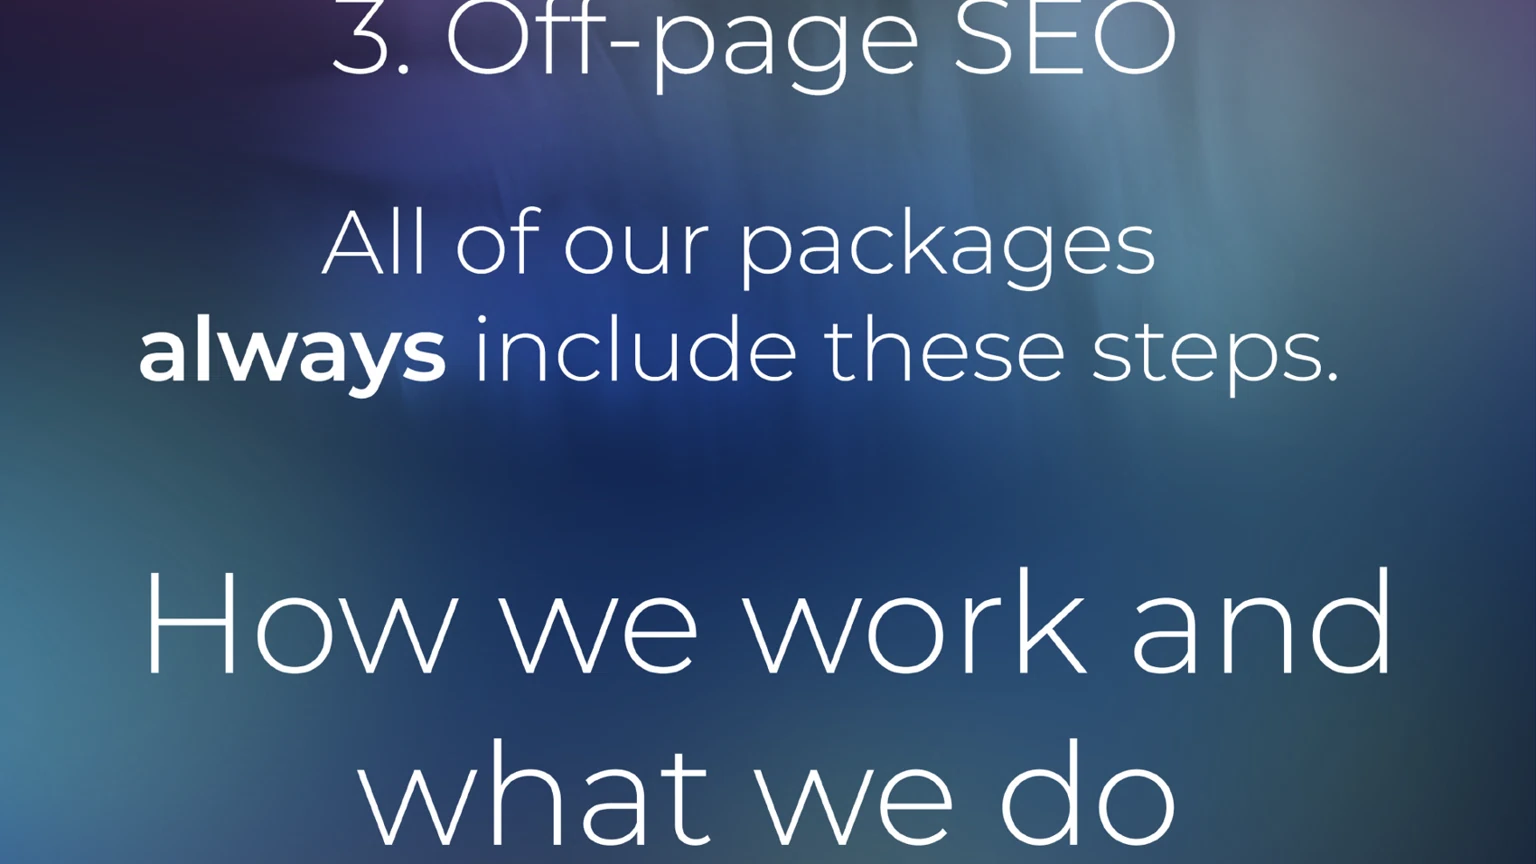 3. Off-page SEO
All of our packages
always include these steps.
How we work and
what we do